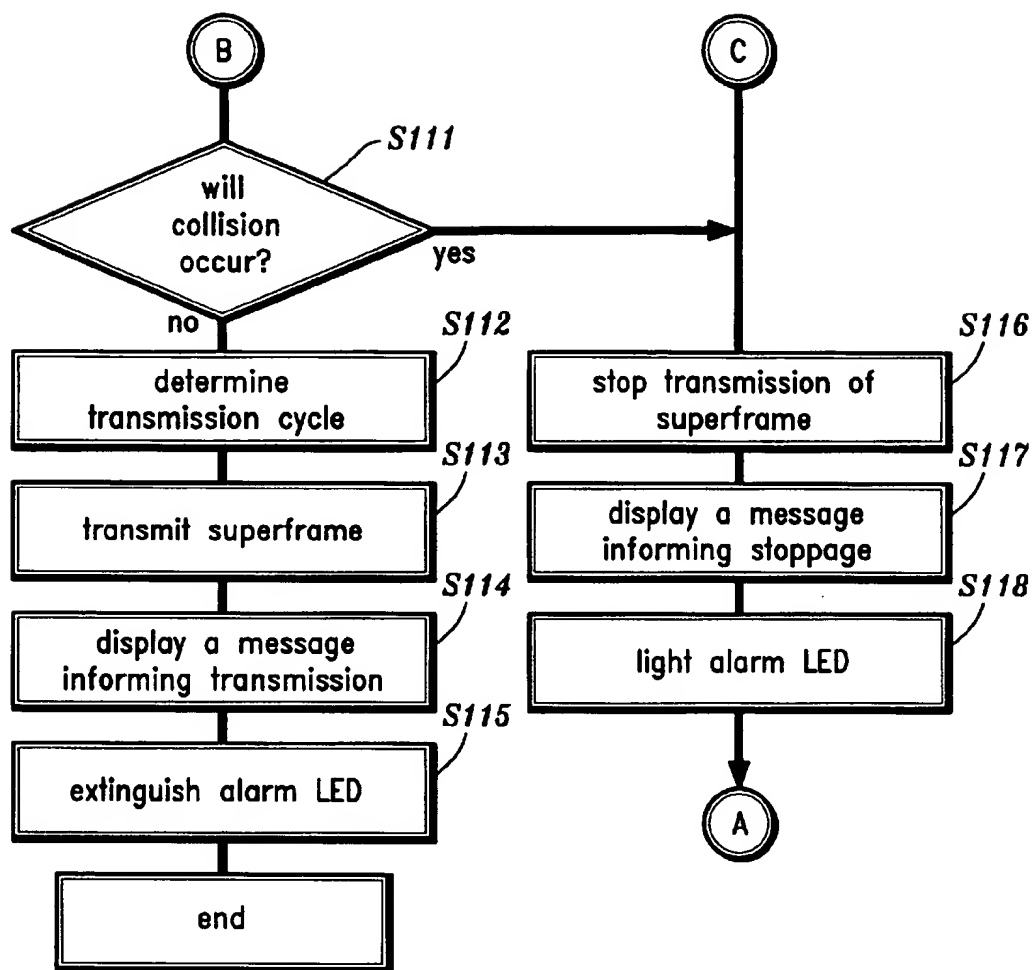 B
C
S111
will
collision
occur?
yes
no
S112
determine
transmission cycle
S113
transmit superframe
S114
display a message
informing transmission
S115
extinguish alarm LED
end
S116
stop transmission of
superframe
S117
display a message
informing stoppage
S118
light alarm LED
A